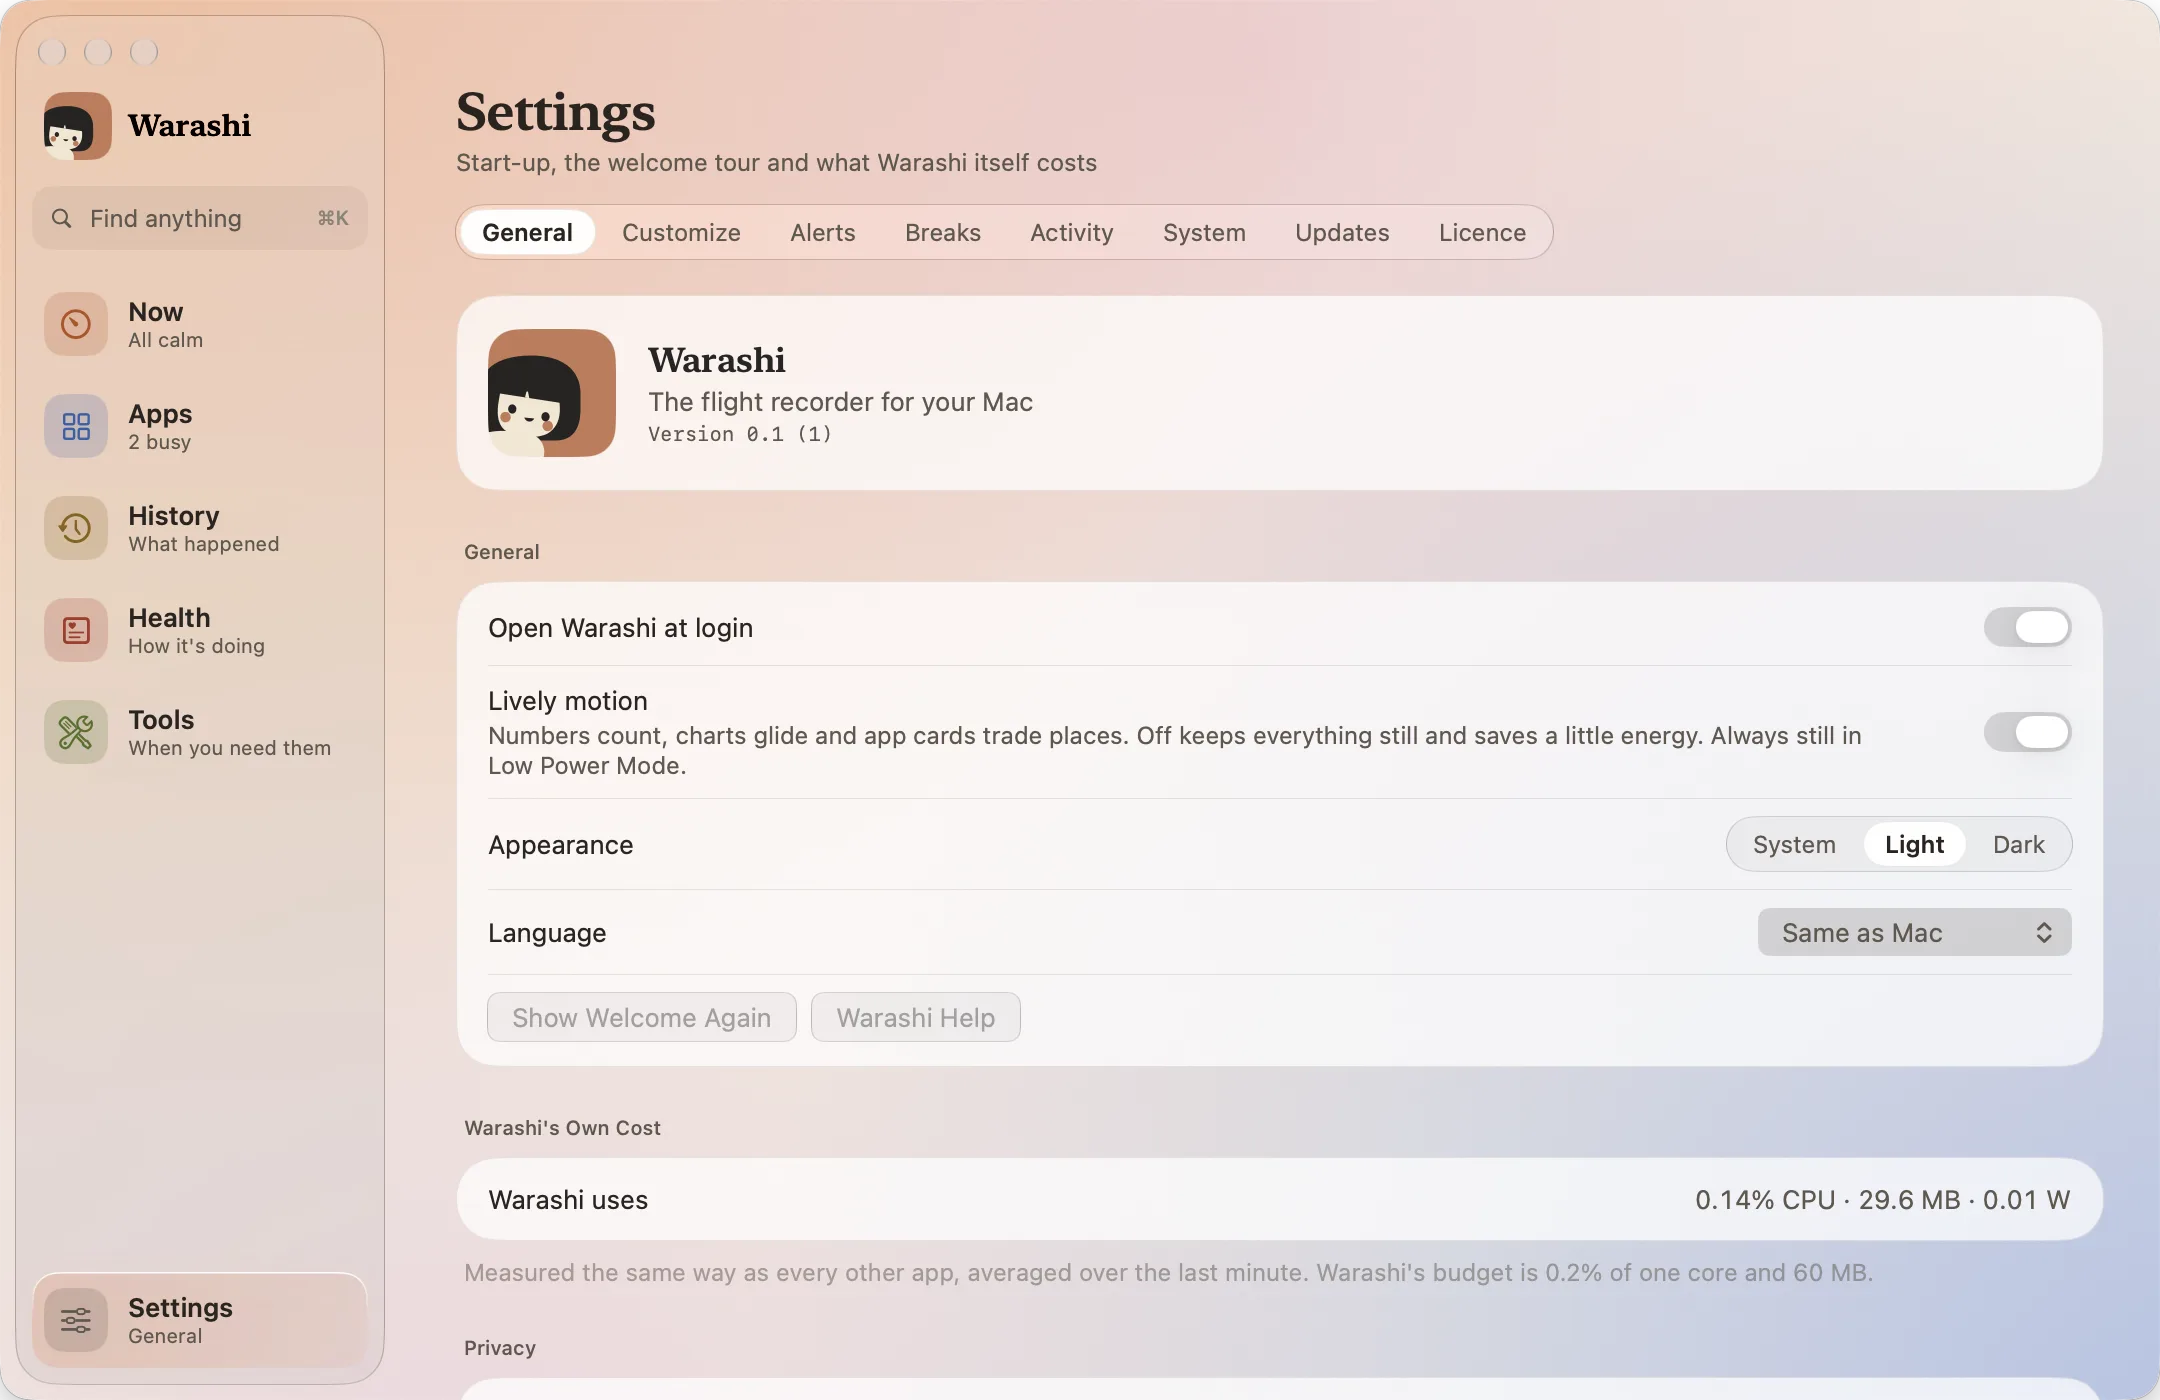 Warashi
Find anything ⌘K
Now
All calm
Apps
2 busy
History
What happened
Health
How it's doing
Tools
When you need them
Settings
General
Settings
Start-up, the welcome tour and what Warashi itself costs
General Customize Alerts Breaks Activity System Updates Licence
Warashi
The flight recorder for your Mac
Version 0.1 (1)
General
Open Warashi at login
Lively motion
Numbers count, charts glide and app cards trade places. Off keeps everything still and saves a little energy. Always still in
Low Power Mode.
Appearance System Light Dark
Language Same as Mac
Show Welcome Again Warashi Help
Warashi's Own Cost
Warashi uses 0.14% CPU · 29.6 MB · 0.01 W
Measured the same way as every other app, averaged over the last minute. Warashi's budget is 0.2% of one core and 60 MB.
Privacy